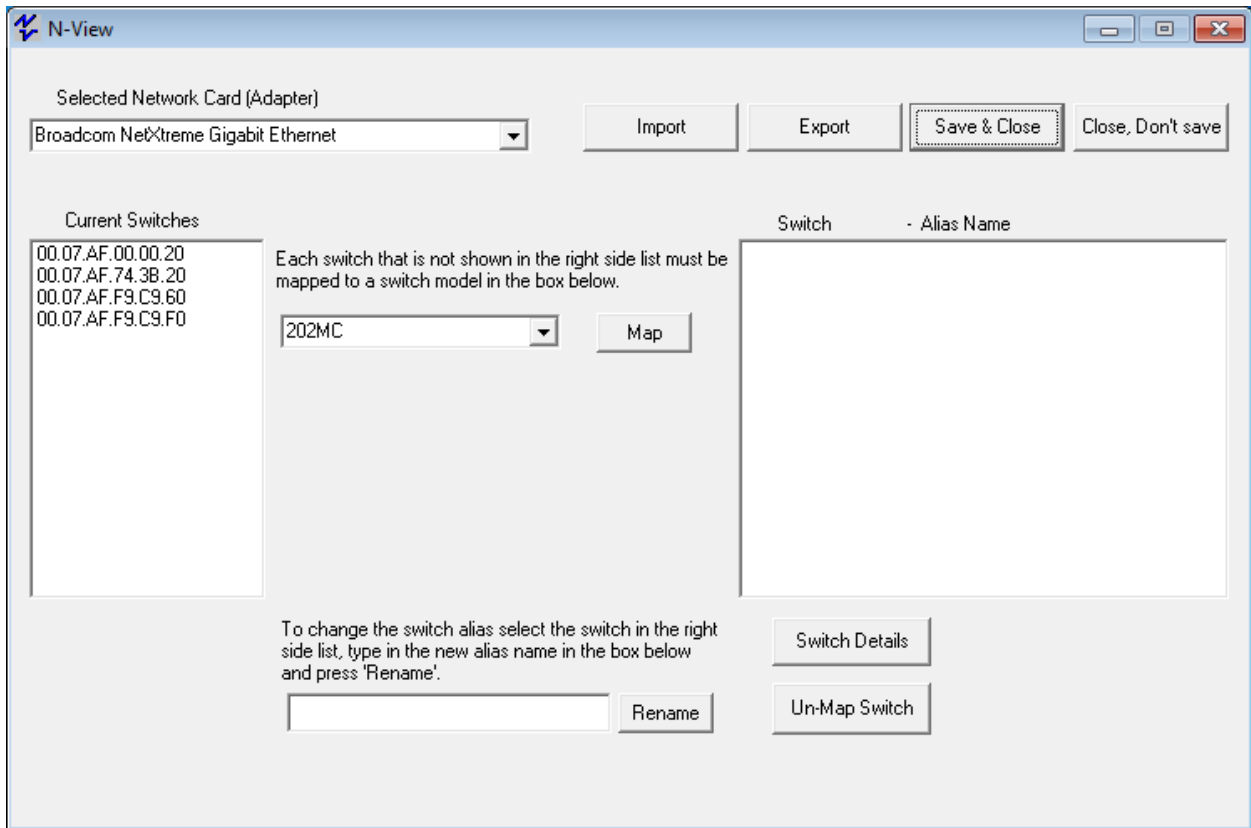 N-View
Selected Network Card (Adapter)
Broadcom NetXtreme Gigabit Ethernet
Import
Export
Save & Close
Close, Don't save
Current Switches
Switch - Alias Name
00.07.AF.00.00.20
00.07.AF.74.3B.20
00.07.AF.F9.C9.60
00.07.AF.F9.C9.F0
Each switch that is not shown in the right side list must be
mapped to a switch model in the box below.
202MC
Map
To change the switch alias select the switch in the right
side list, type in the new alias name in the box below
and press 'Rename'.
Rename
Switch Details
Un-Map Switch